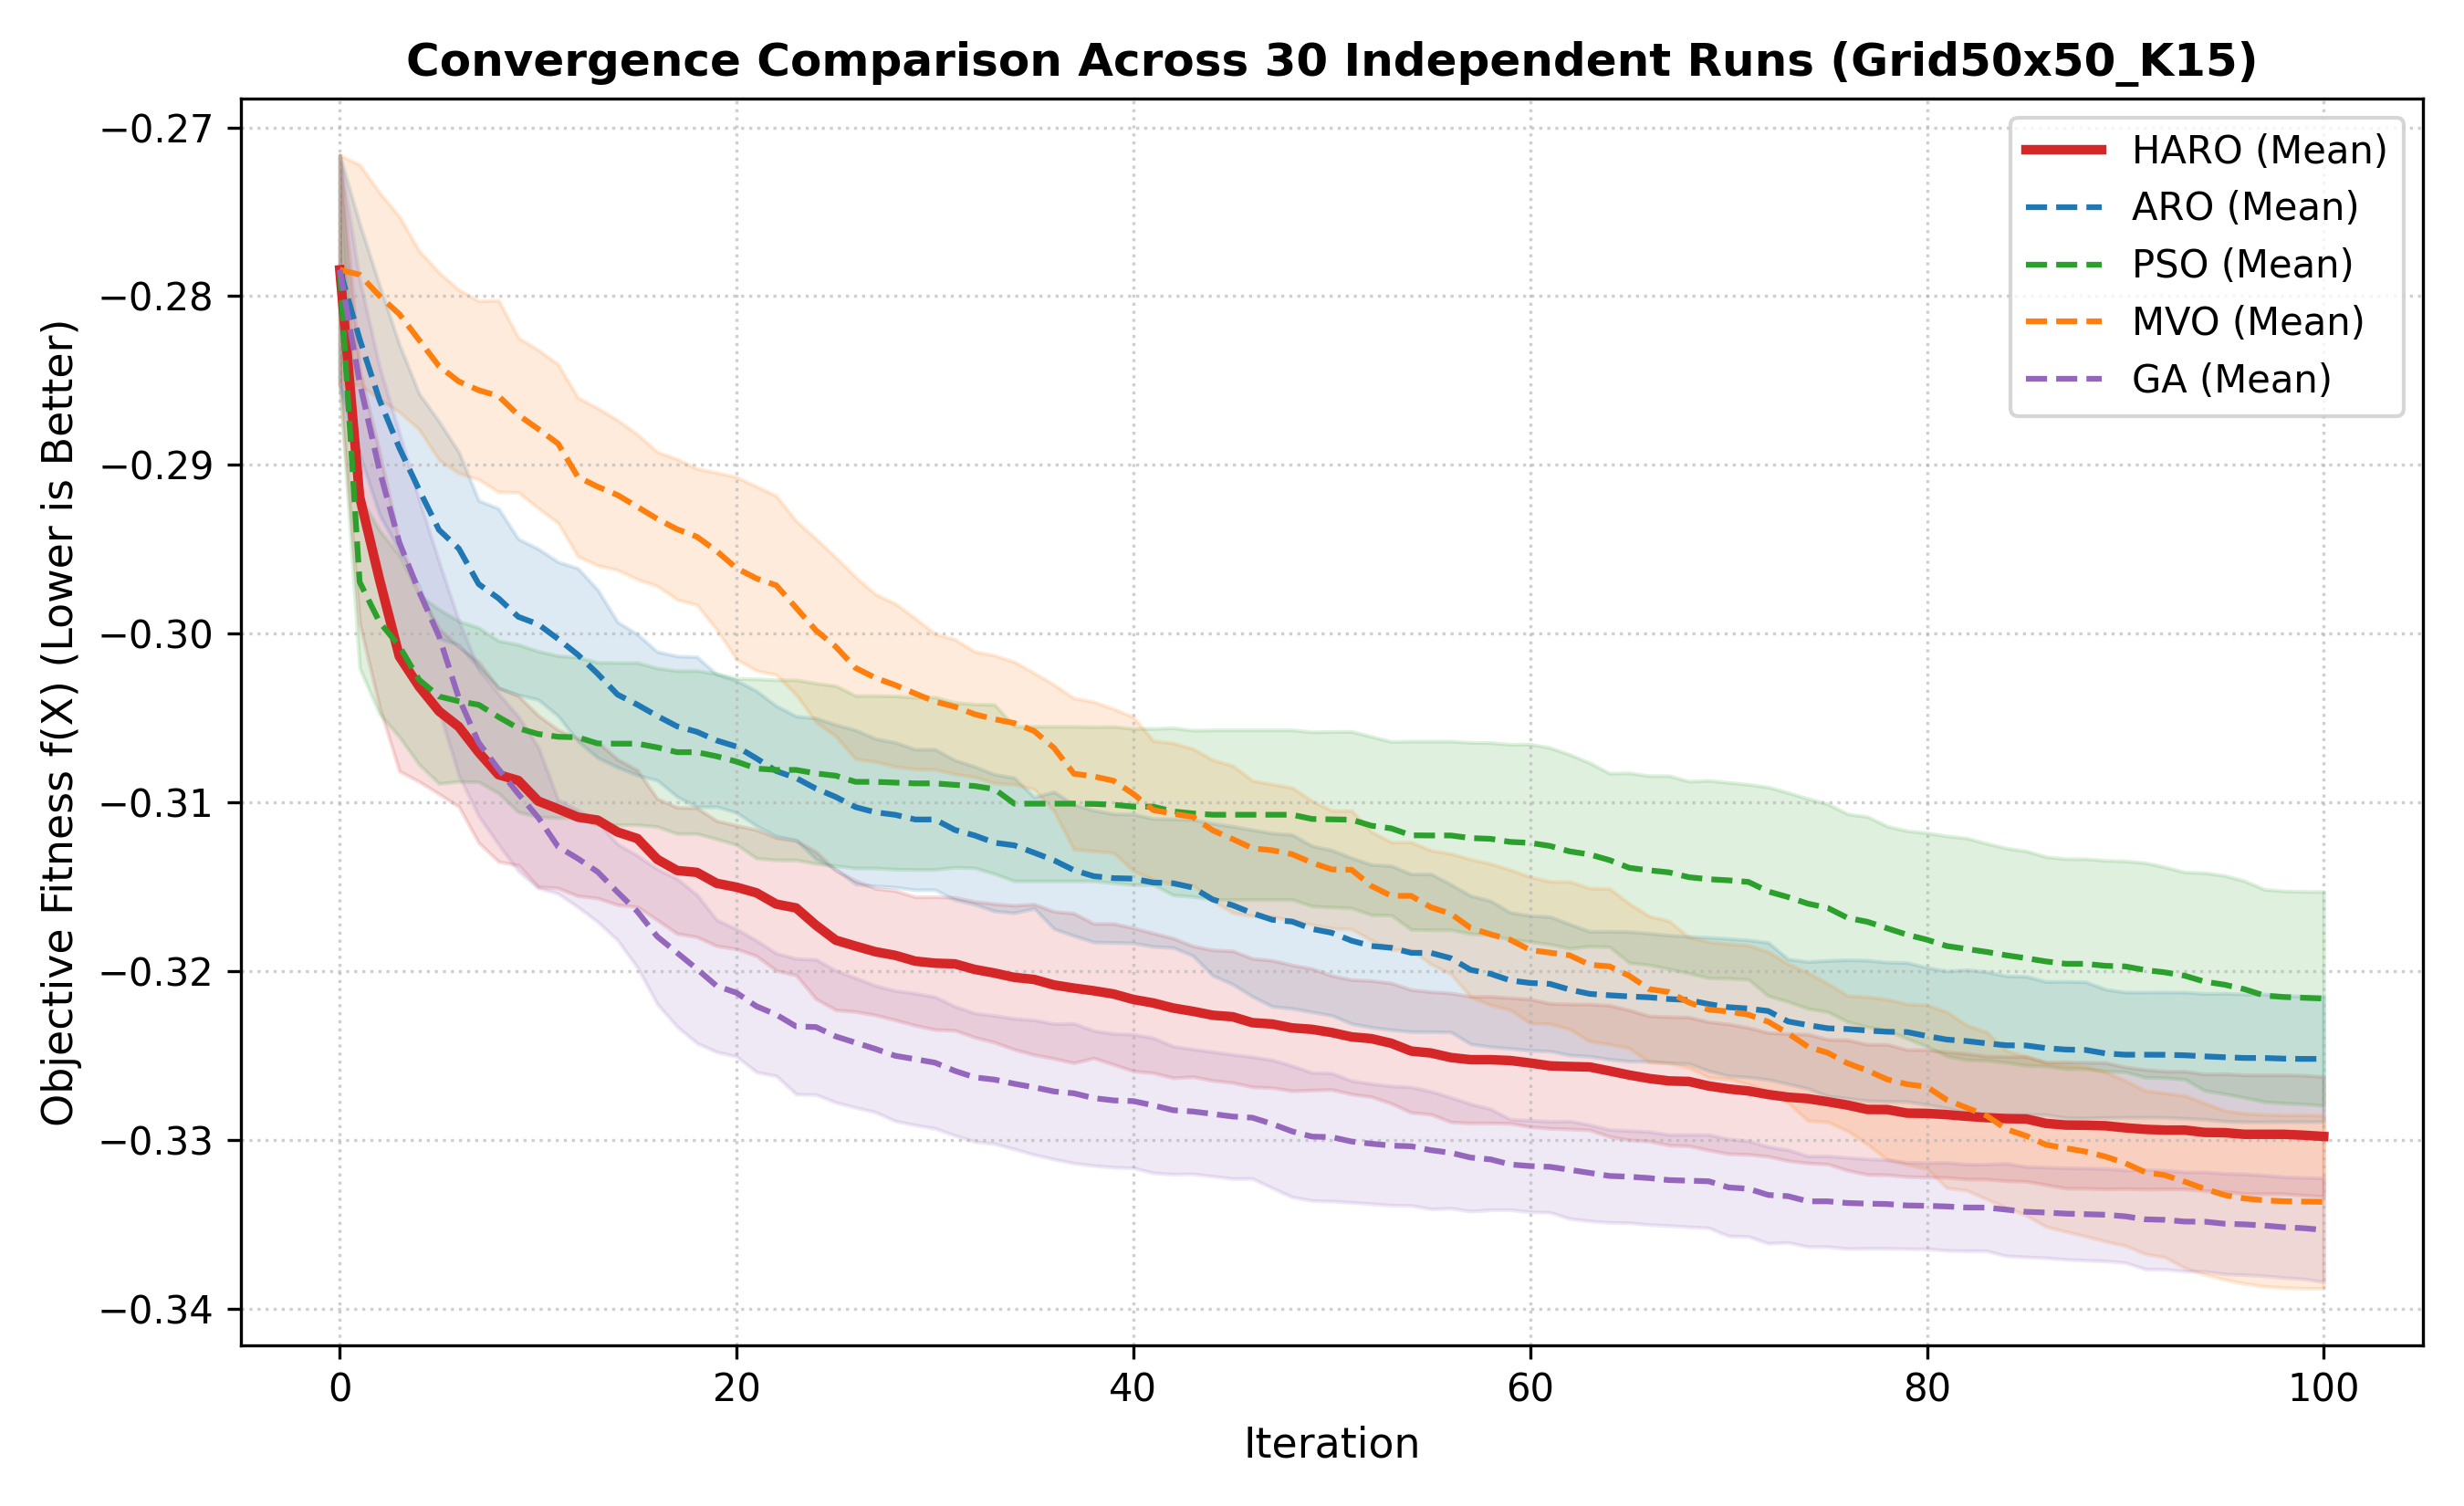 Convergence Comparison Across 30 Independent Runs (Grid50x50_K15)
Objective Fitness f(X) (Lower is Better)
−0.27
−0.28
−0.29
−0.30
−0.31
−0.32
−0.33
−0.34
HARO (Mean)
ARO (Mean)
PSO (Mean)
MVO (Mean)
GA (Mean)
0 20 40 60 80 100
Iteration